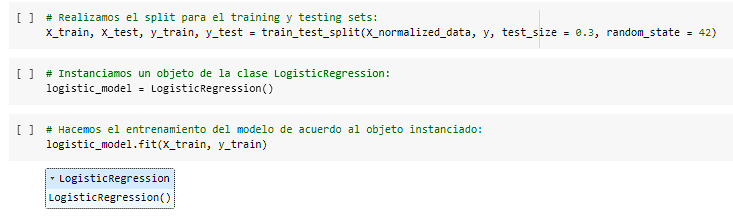 [ ] # Realizamos el split para el training y testing sets:
X_train, X_test, y_train, y_test = train_test_split(X_normalized_data, y, test_size = 0.3, random_state = 42)
[ ] # Instanciamos un objeto de la clase LogisticRegression:
logistic_model = LogisticRegression()
[ ] # Hacemos el entrenamiento del modelo de acuerdo al objeto instanciado:
logistic_model.fit(X_train, y_train)
▾ LogisticRegression
LogisticRegression()